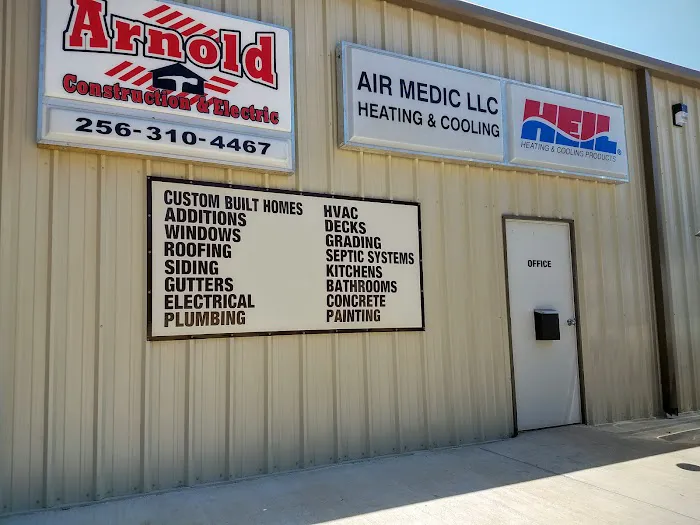 Arnold
Construction & Electric
256-310-4467
AIR MEDIC LLC
HEATING & COOLING
HEIL
HEATING & COOLING PRODUCTS
CUSTOM BUILT HOMES
ADDITIONS
WINDOWS
ROOFING
SIDING
GUTTERS
ELECTRICAL
PLUMBING
HVAC
DECKS
GRADING
SEPTIC SYSTEMS
KITCHENS
BATHROOMS
CONCRETE
PAINTING
OFFICE